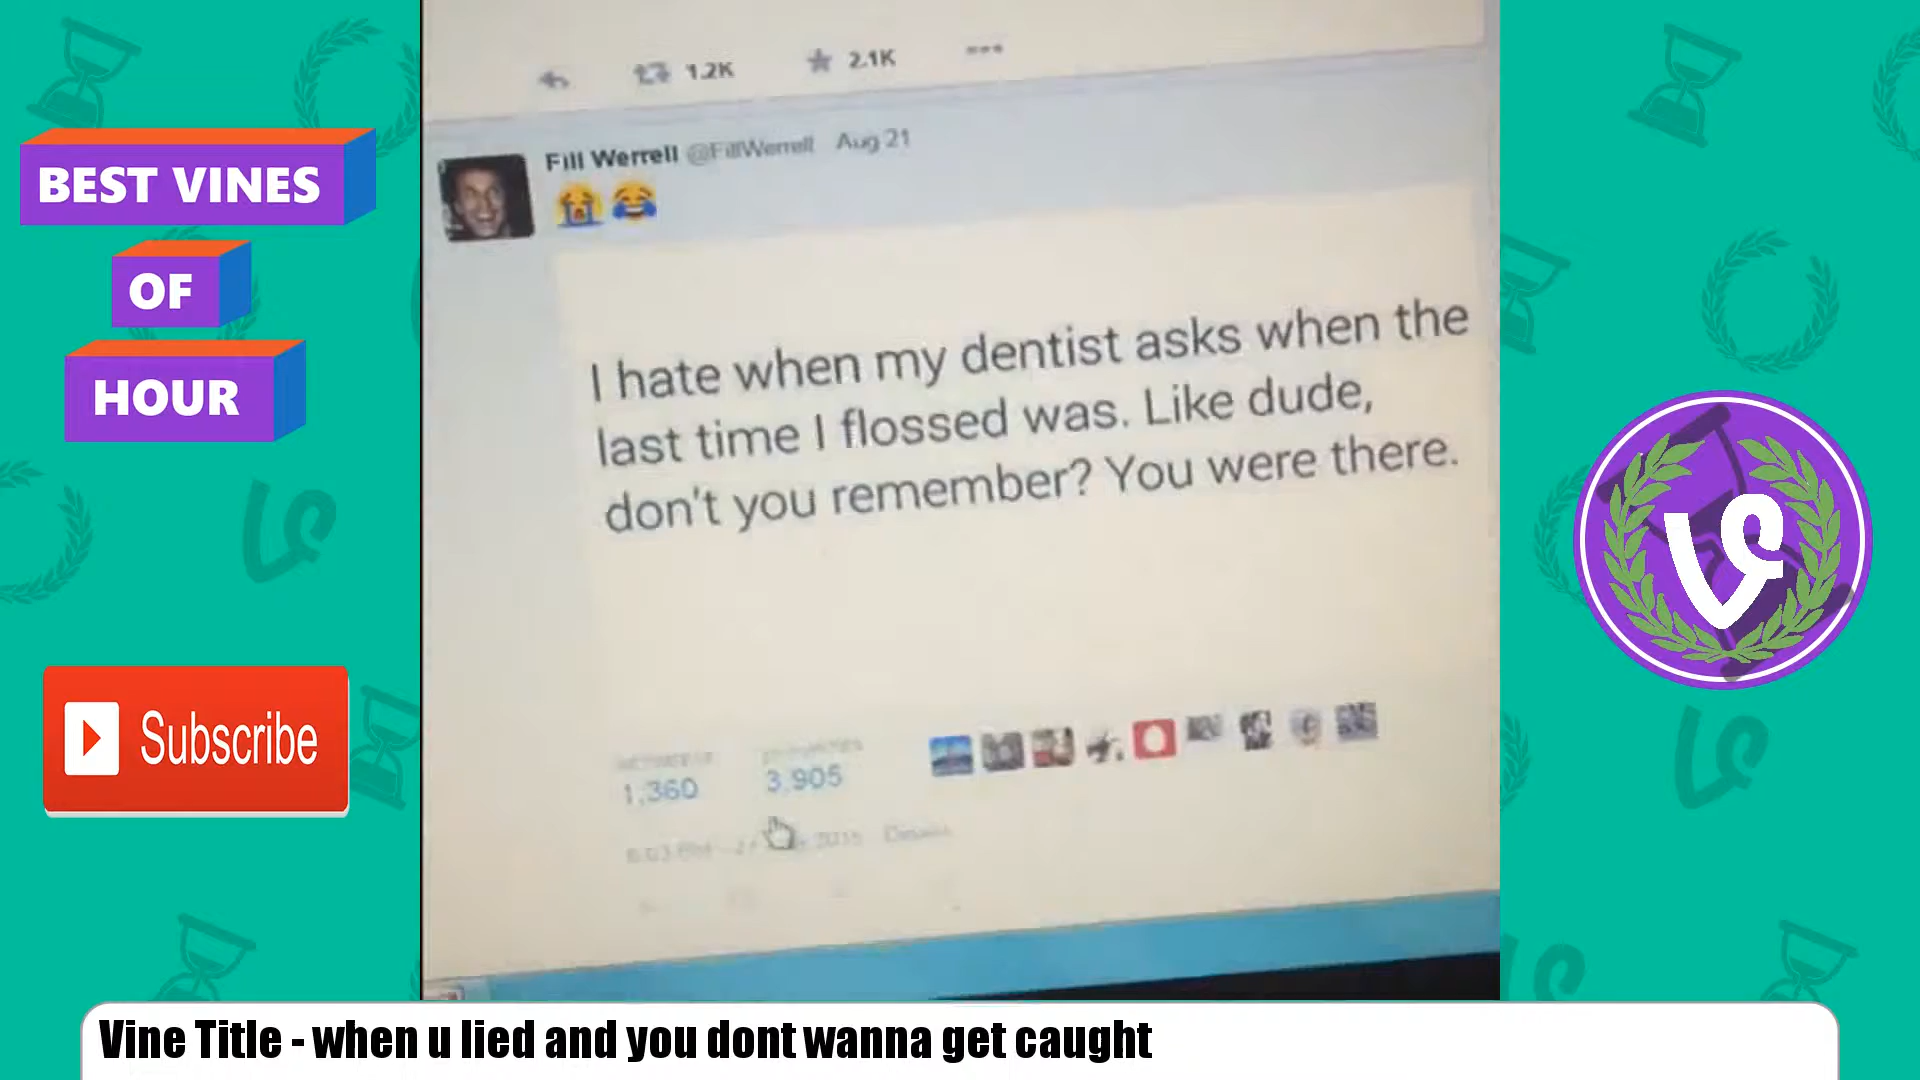 1.2K 2.1K
BEST VINES
OF
HOUR
Fill Werrell @FillWerrell Aug 21
I hate when my dentist asks when the
last time I flossed was. Like dude,
don't you remember? You were there.
Subscribe
1,360 3,905
Vine Title - when u lied and you dont wanna get caught